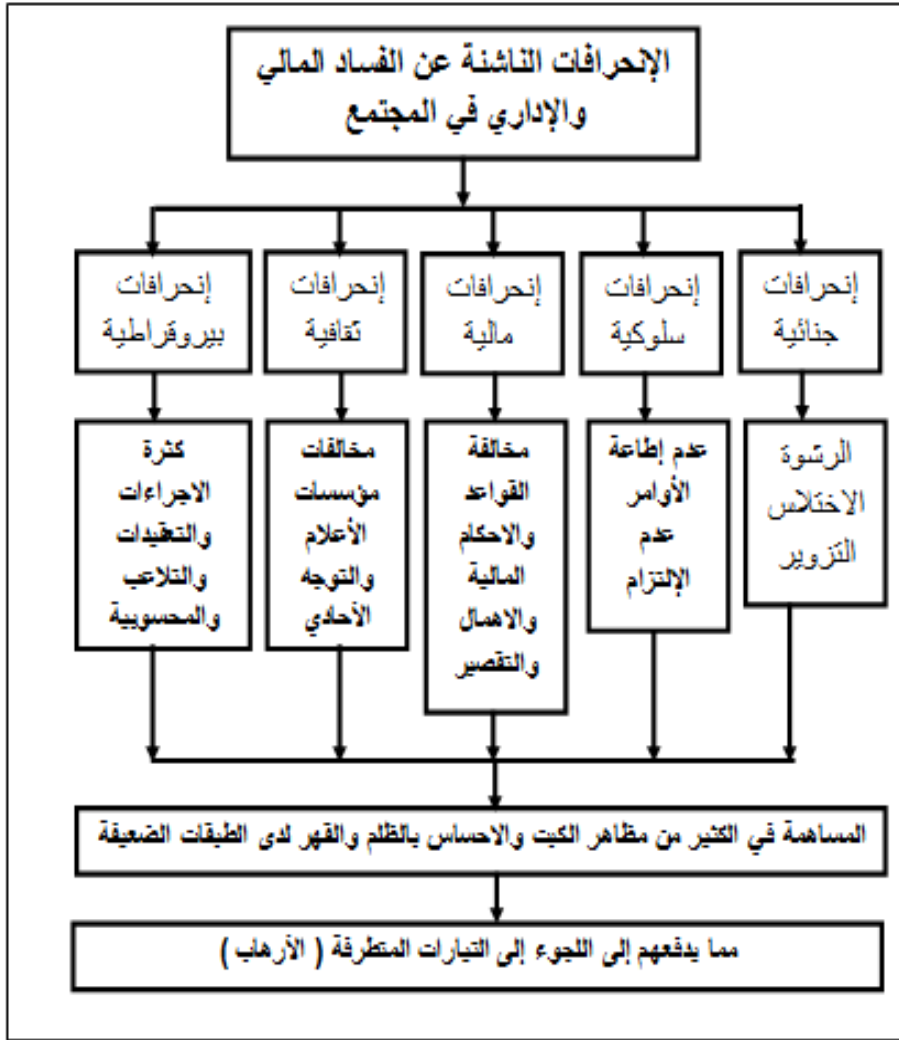 الإنحرافات الناشئة عن الفساد المالي
والإداري في المجتمع
إنحرافات
جنائية
إنحرافات
سلوكية
إنحرافات
مالية
إنحرافات
ثقافية
إنحرافات
بيروقراطية
الرشوة
الاختلاس
التزوير
عدم إطاعة
الأوامر
عدم
الإلتزام
مخالفة
القواعد
والاحكام
المالية
والاهمال
والتقصير
مخالفات
مؤسسات
الأعلام
والتوجه
الأحادي
كثرة
الاجراءات
والتعقيدات
والتلاعب
والمحسوبية
المساهمة في الكثير من مظاهر الكبت والاحساس بالظلم والقهر لدى الطبقات الضعيفة
مما يدفعهم إلى اللجوء إلى التيارات المتطرفة ( الأرهاب )